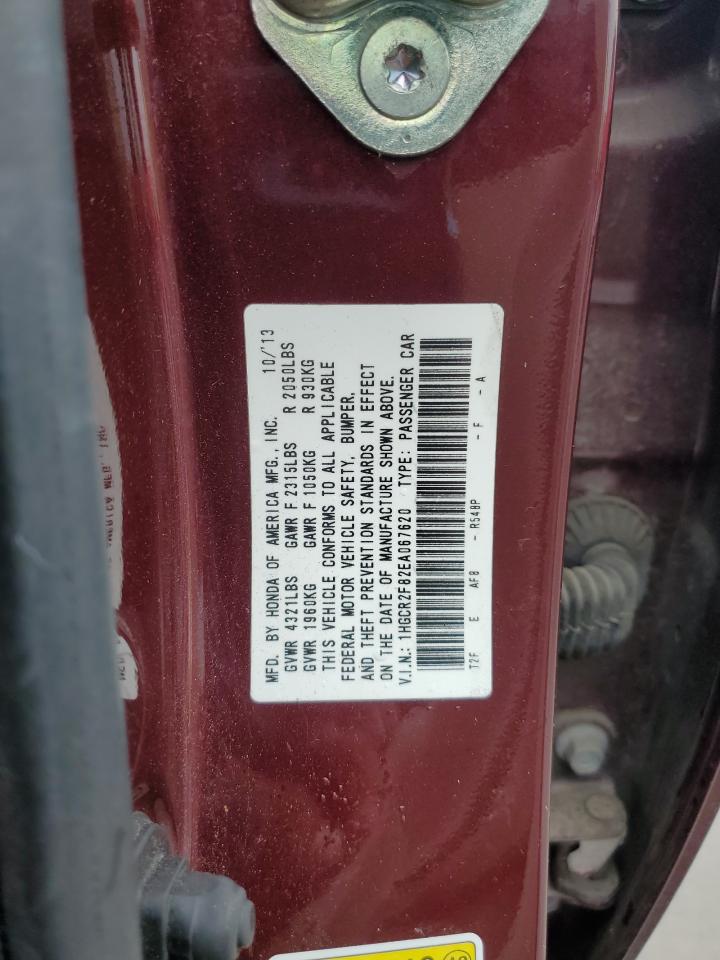 MFD. BY HONDA OF AMERICA MFG., INC. 10/'13
GVWR 4321LBS GAWR F 2315LBS R 2050LBS
GVWR 1960KG GAWR F 1050KG R 930KG
THIS VEHICLE CONFORMS TO ALL APPLICABLE
FEDERAL MOTOR VEHICLE SAFETY, BUMPER,
AND THEFT PREVENTION STANDARDS IN EFFECT
ON THE DATE OF MANUFACTURE SHOWN ABOVE.
V.I.N.: 1HGCR2F82EA067620 TYPE: PASSENGER CAR
T2F E AF8 - R548P - F - A